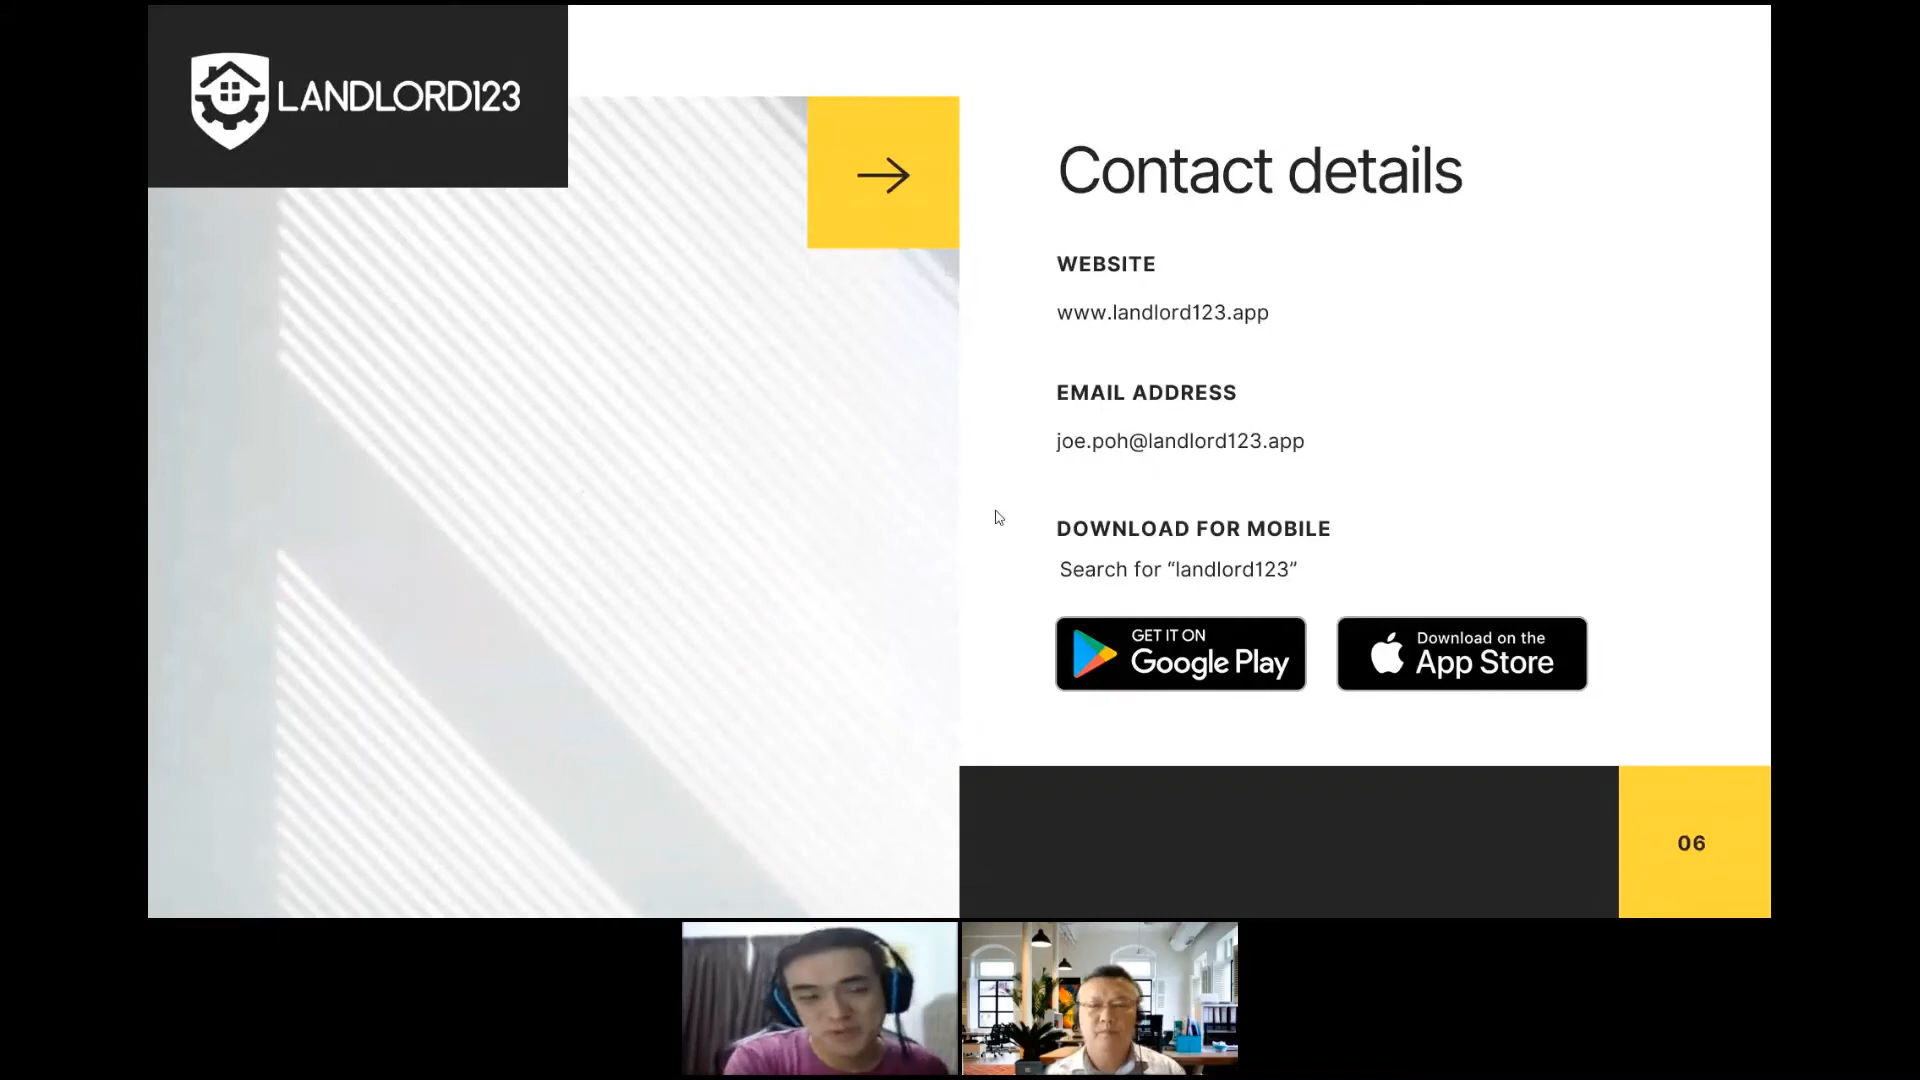 LANDLORD123
Contact details
WEBSITE
www.landlord123.app
EMAIL ADDRESS
joe.poh@landlord123.app
DOWNLOAD FOR MOBILE
Search for “landlord123”
GET IT ON
Google Play
Download on the
App Store
06